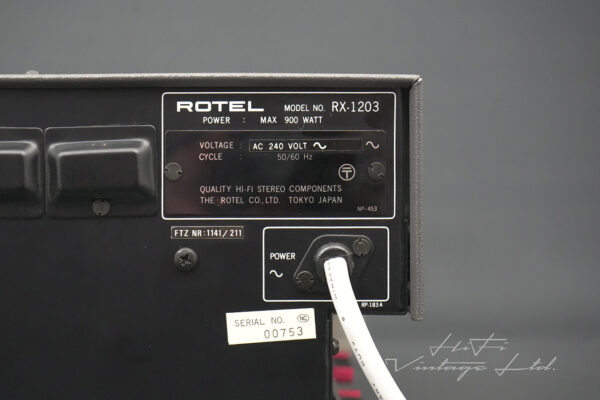 ROTEL MODEL NO. RX-1203
POWER : MAX 900 WATT
VOLTAGE : AC 240 VOLT ~ ~
CYCLE : 50/60 Hz
T
QUALITY HI-FI STEREO COMPONENTS
THE ROTEL CO., LTD. TOKYO JAPAN
NP-453
FTZ NR:1141/211
POWER
~
RP-183A
SERIAL NO. NC
00753
HiFi
Vintage Ltd.